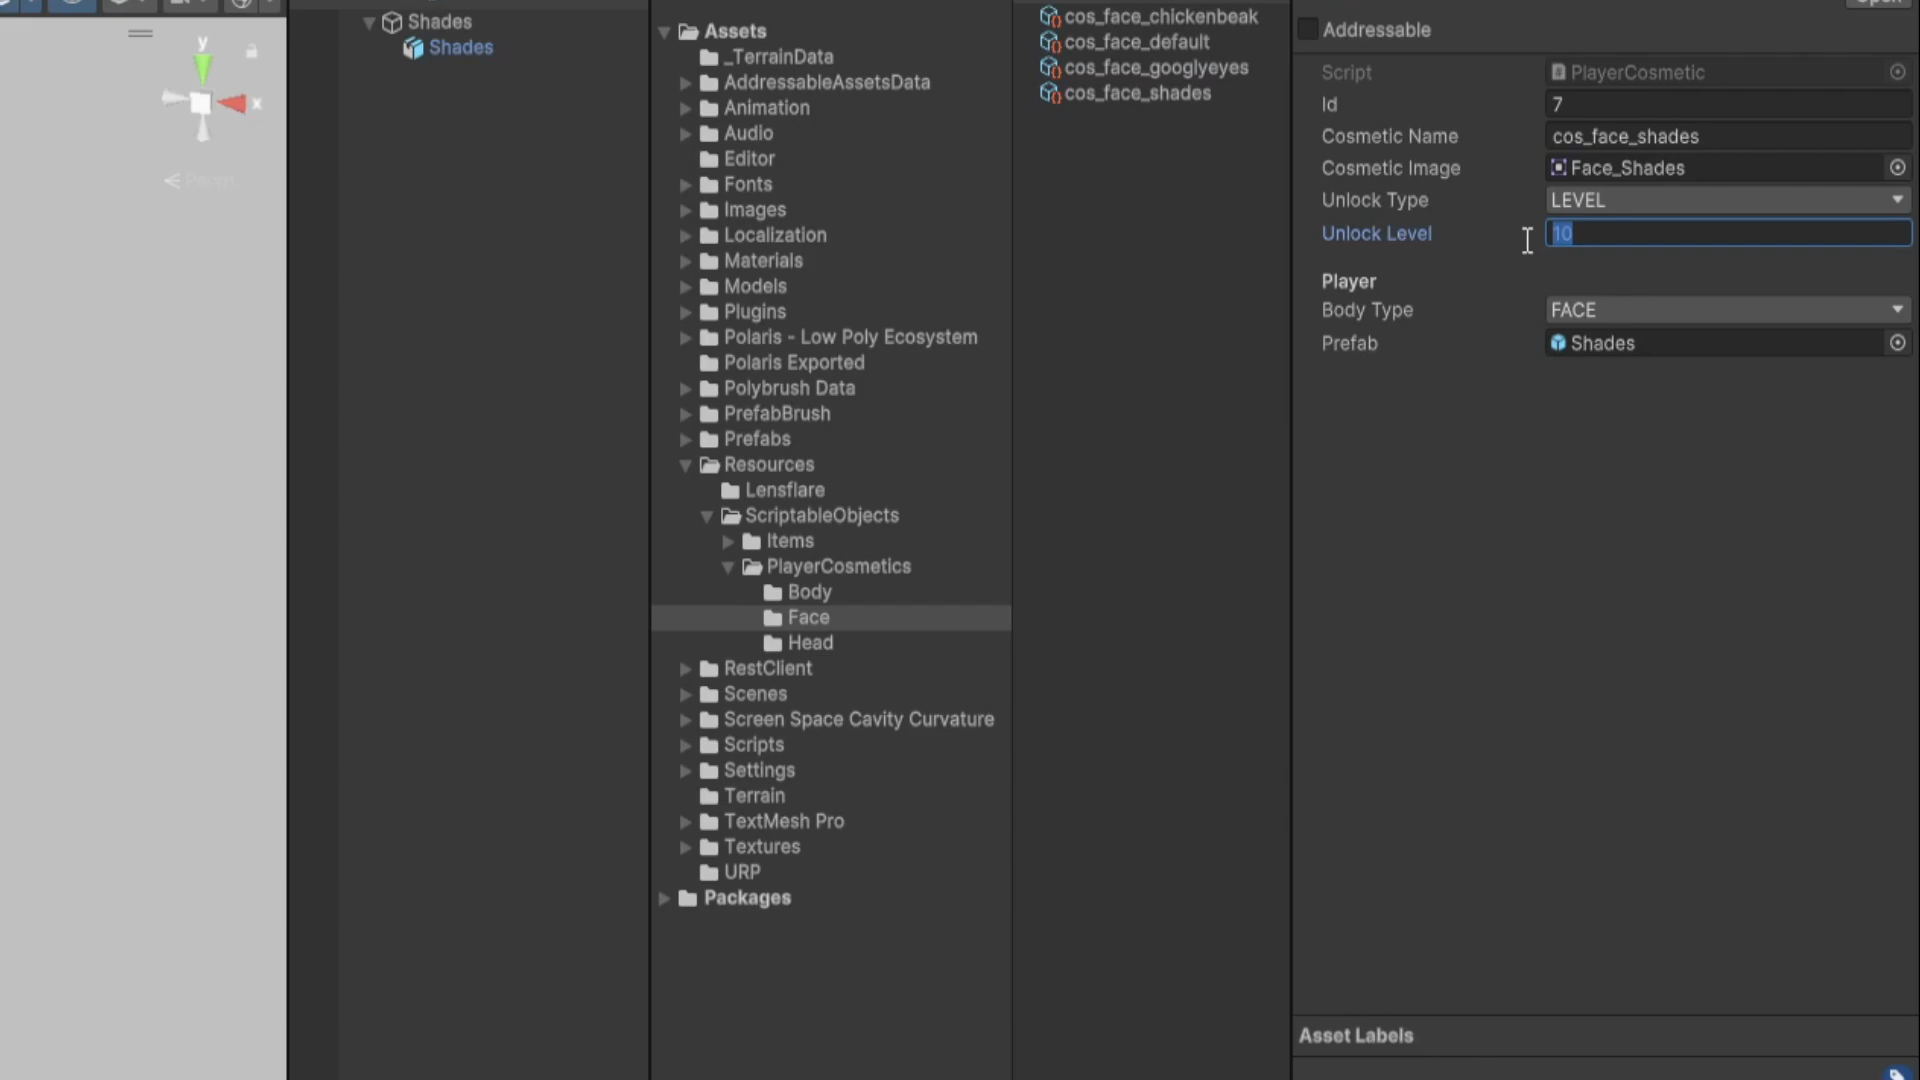 Shades
Shades
y
x
Persp
Assets
_TerrainData
AddressableAssetsData
Animation
Audio
Editor
Fonts
Images
Localization
Materials
Models
Plugins
Polaris - Low Poly Ecosystem
Polaris Exported
Polybrush Data
PrefabBrush
Prefabs
Resources
Lensflare
ScriptableObjects
Items
PlayerCosmetics
Body
Face
Head
RestClient
Scenes
Screen Space Cavity Curvature
Scripts
Settings
Terrain
TextMesh Pro
Textures
URP
Packages
cos_face_chickenbeak
cos_face_default
cos_face_googlyeyes
cos_face_shades
Open
Addressable
Script PlayerCosmetic
Id 7
Cosmetic Name cos_face_shades
Cosmetic Image Face_Shades
Unlock Type LEVEL
Unlock Level 10
Player
Body Type FACE
Prefab Shades
Asset Labels